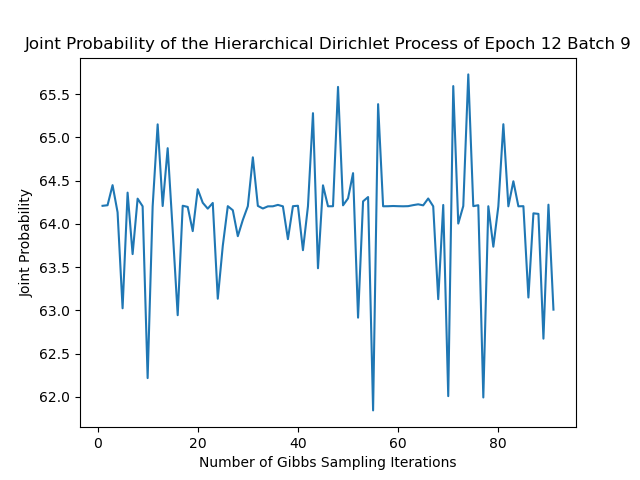 Joint Probability of the Hierarchical Dirichlet Process of Epoch 12 Batch 9
65.5
65.0
64.5
64.0
63.5
63.0
62.5
62.0
Joint Probability
0 20 40 60 80
Number of Gibbs Sampling Iterations